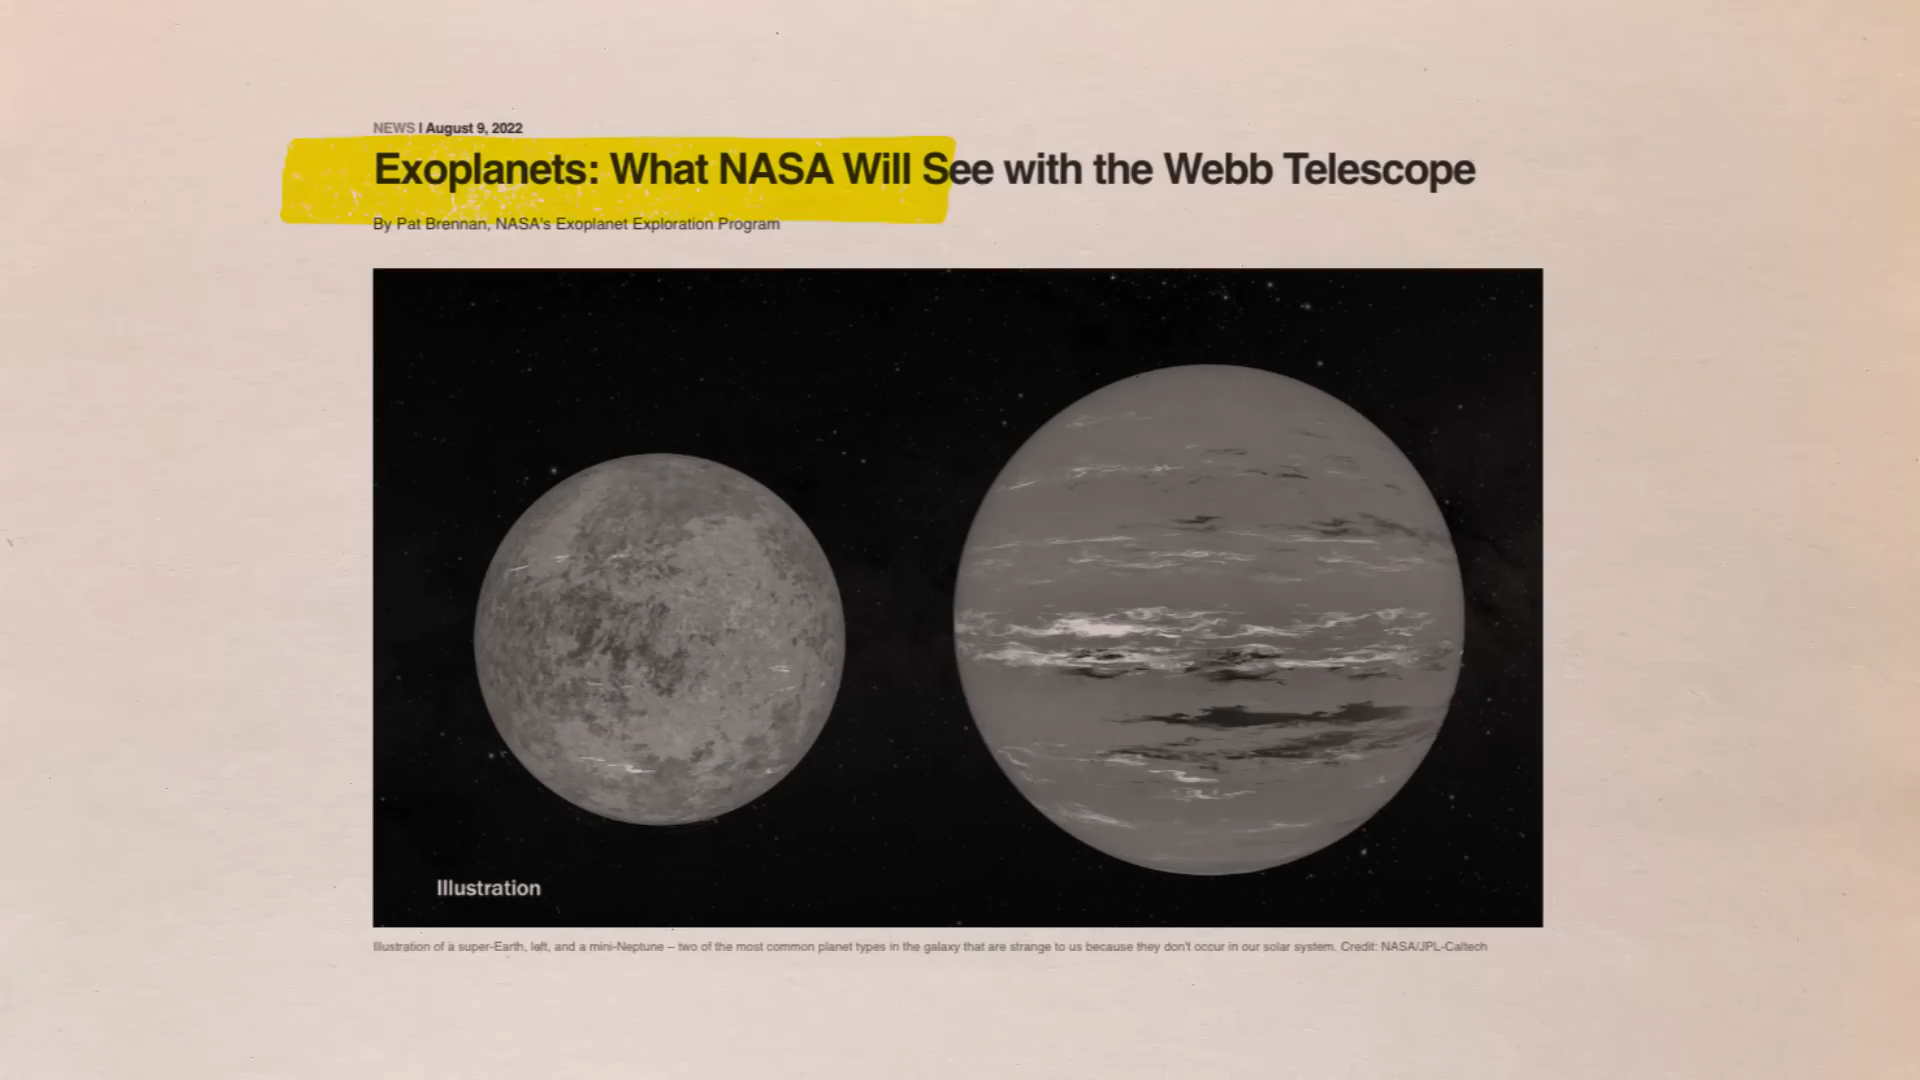 NEWS | August 9, 2022
Exoplanets: What NASA Will See with the Webb Telescope
By Pat Brennan, NASA's Exoplanet Exploration Program
Illustration
Illustration of a super-Earth, left, and a mini-Neptune – two of the most common planet types in the galaxy that are strange to us because they don't occur in our solar system. Credit: NASA/JPL-Caltech